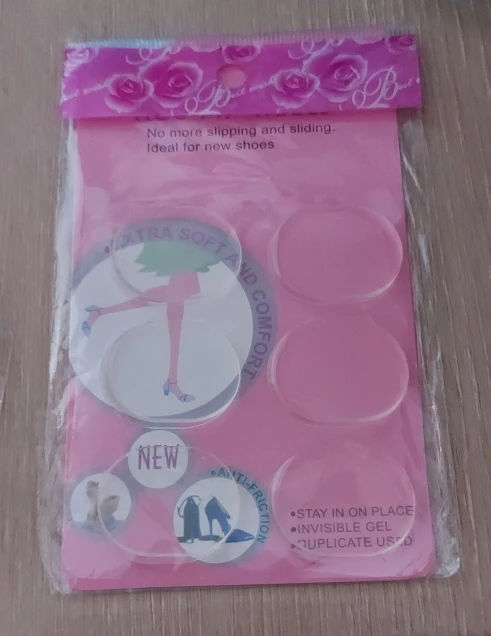 No more slipping and sliding.
Ideal for new shoes
EXTRA SOFT AND COMFORT
NEW
•ANTI-FRICTION
•STAY IN ON PLACE
•INVISIBLE GEL
•DUPLICATE USED